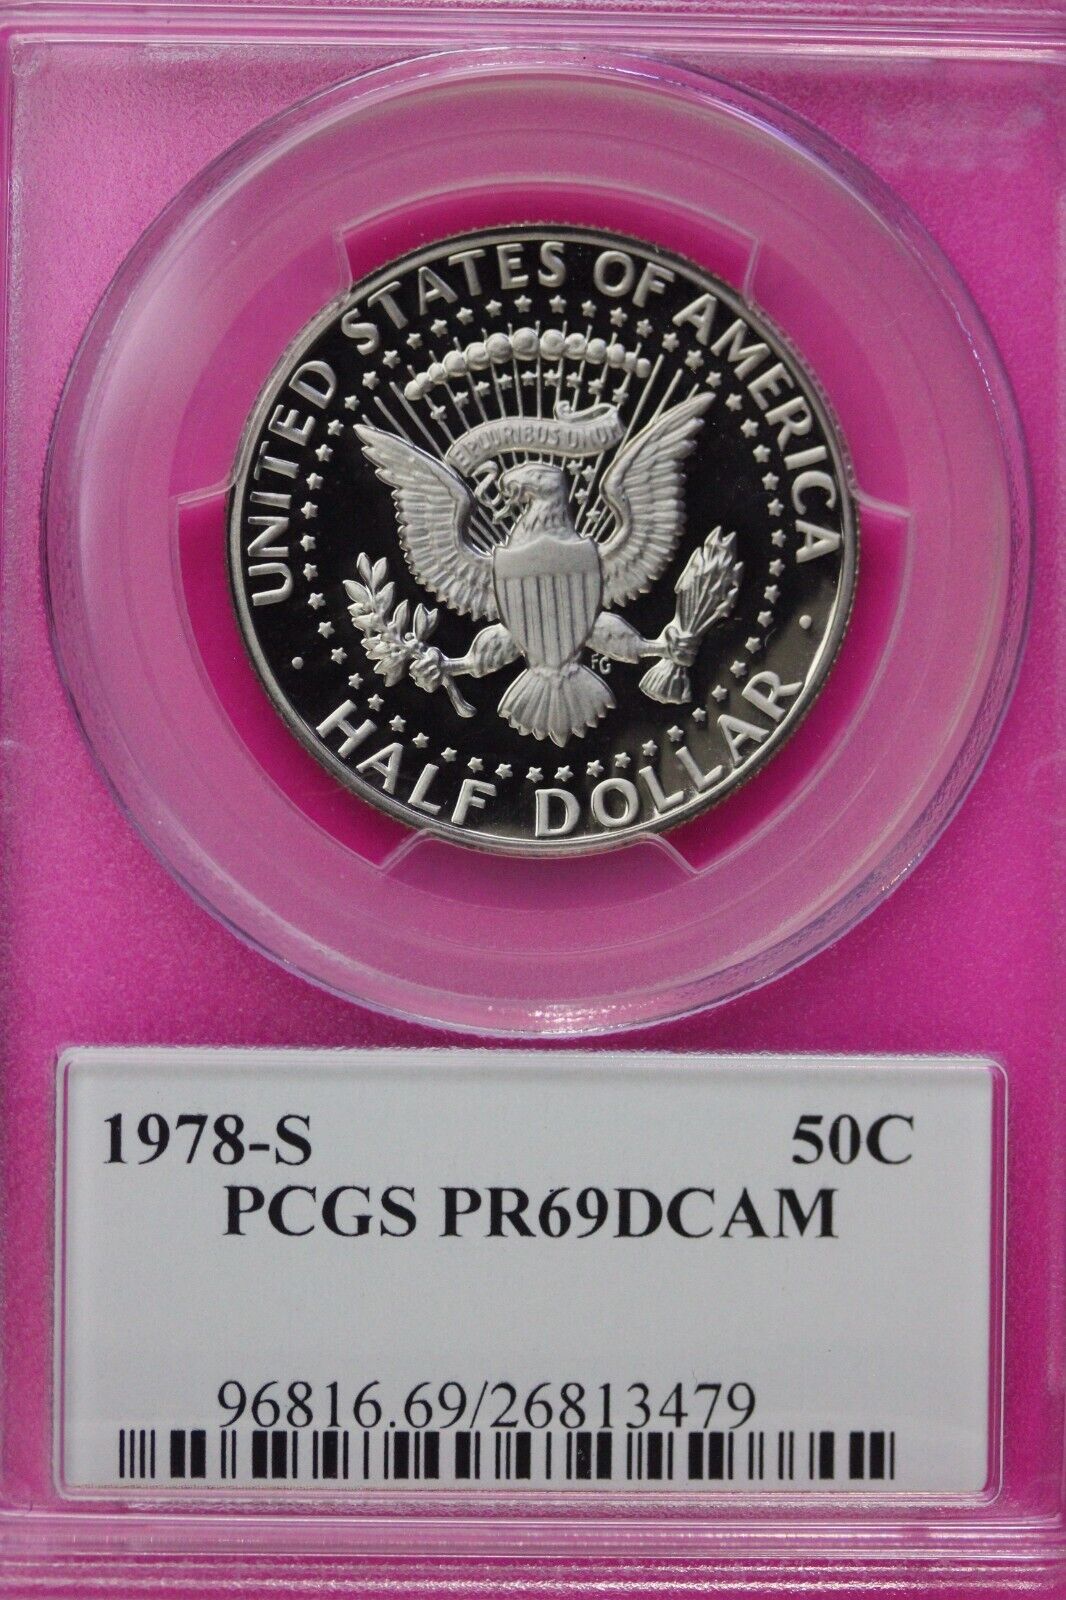 UNITED STATES OF AMERICA
E PLURIBUS UNUM
FG
HALF DOLLAR
1978-S 50C
PCGS PR69DCAM
96816.69/26813479